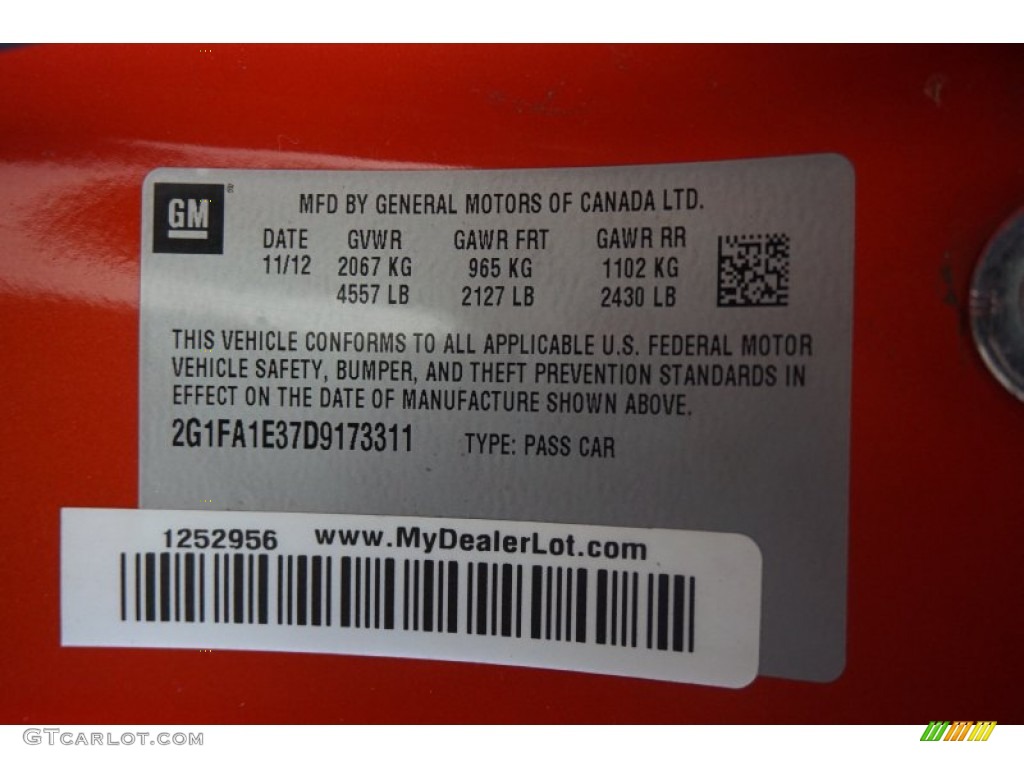 GM ®
MFD BY GENERAL MOTORS OF CANADA LTD.
DATE GVWR GAWR FRT GAWR RR
11/12 2067 KG 965 KG 1102 KG
4557 LB 2127 LB 2430 LB
THIS VEHICLE CONFORMS TO ALL APPLICABLE U.S. FEDERAL MOTOR
VEHICLE SAFETY, BUMPER, AND THEFT PREVENTION STANDARDS IN
EFFECT ON THE DATE OF MANUFACTURE SHOWN ABOVE.
2G1FA1E37D9173311 TYPE: PASS CAR
1252956 www.MyDealerLot.com
GTCARLOT.COM